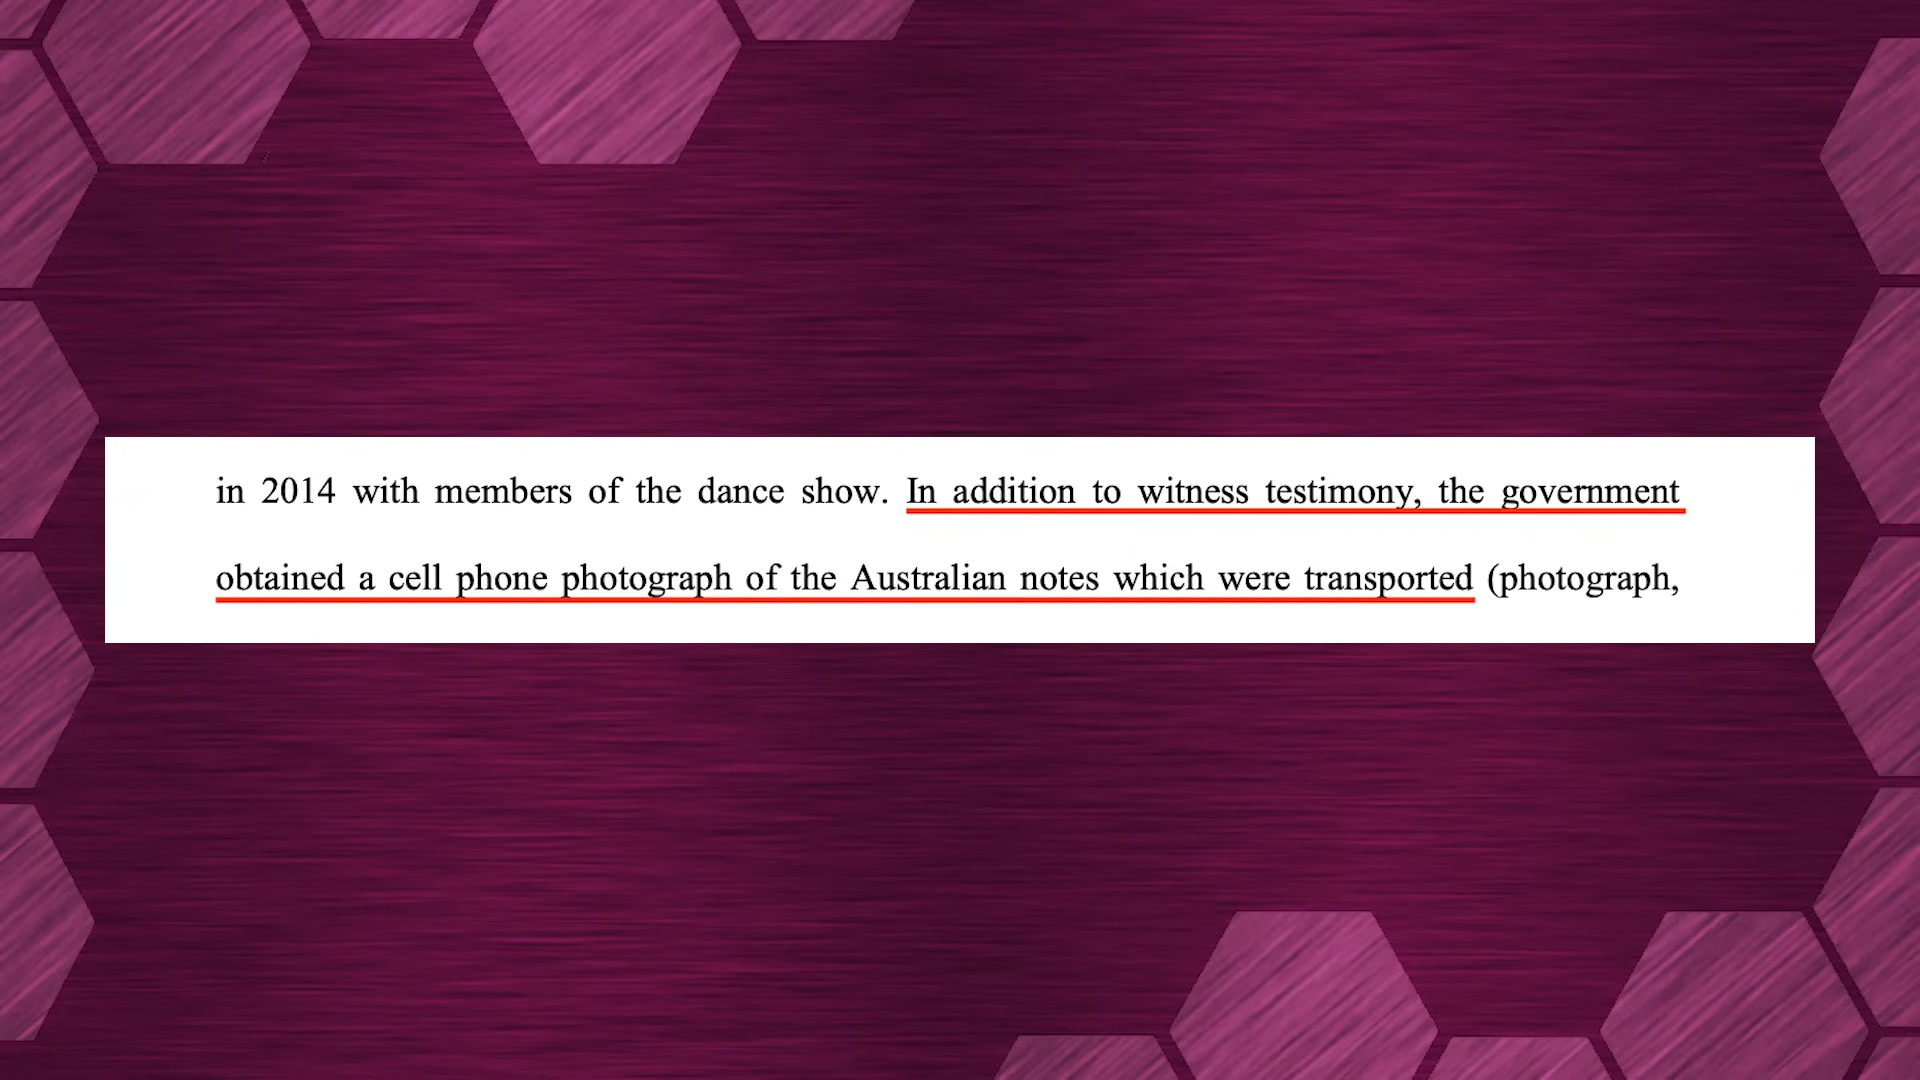 in 2014 with members of the dance show. In addition to witness testimony, the government
obtained a cell phone photograph of the Australian notes which were transported (photograph,